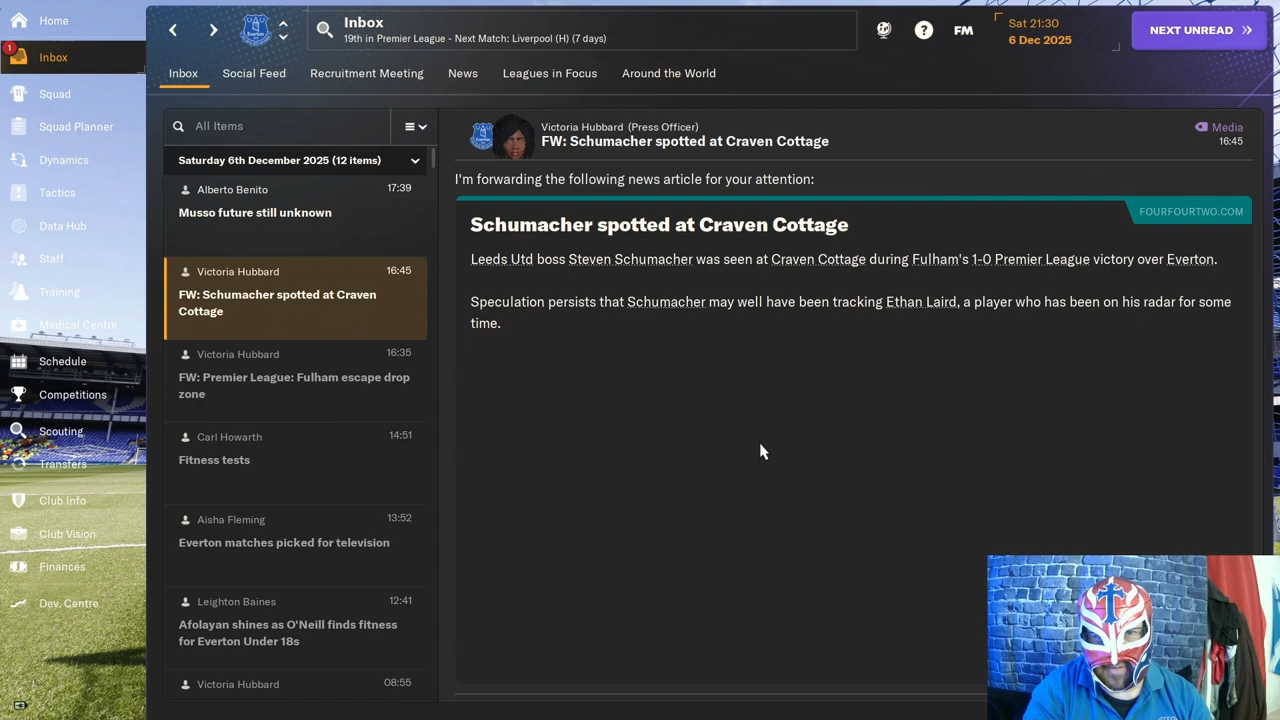 Home
1
Inbox
Squad
Squad Planner
Dynamics
Tactics
Data Hub
Staff
Training
Medical Centre
Schedule
Competitions
Scouting
Transfers
Club Info
Club Vision
Finances
Dev. Centre
Everton
Inbox
19th in Premier League - Next Match: Liverpool (H) (7 days)
?
FM
Sat 21:30
6 Dec 2025
NEXT UNREAD
Inbox
Social Feed
Recruitment Meeting
News
Leagues in Focus
Around the World
All Items
Saturday 6th December 2025 (12 items)
Alberto Benito
17:39
Musso future still unknown
Victoria Hubbard
16:45
FW: Schumacher spotted at Craven
Cottage
Victoria Hubbard
16:35
FW: Premier League: Fulham escape drop
zone
Carl Howarth
14:51
Fitness tests
Aisha Fleming
13:52
Everton matches picked for television
Leighton Baines
12:41
Afolayan shines as O'Neill finds fitness
for Everton Under 18s
Victoria Hubbard
08:55
Victoria Hubbard (Press Officer)
FW: Schumacher spotted at Craven Cottage
Media
16:45
I'm forwarding the following news article for your attention:
FOURFOURTWO.COM
Schumacher spotted at Craven Cottage
Leeds Utd boss Steven Schumacher was seen at Craven Cottage during Fulham's 1-0 Premier League victory over Everton.
Speculation persists that Schumacher may well have been tracking Ethan Laird, a player who has been on his radar for some
time.